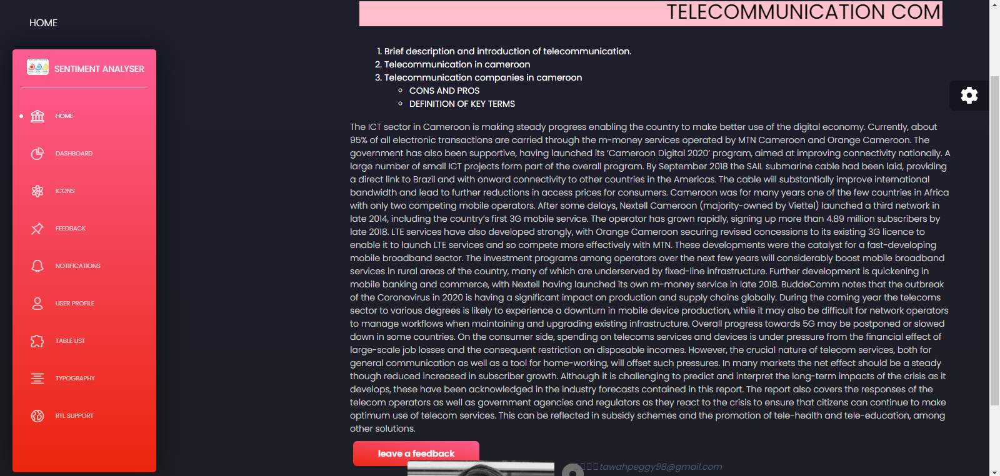 TELECOMMUNICATION COM
HOME
SENTIMENT ANALYSER
HOME
DASHBOARD
ICONS
FEEDBACK
NOTIFICATIONS
USER PROFILE
TABLE LIST
TYPOGRAPHY
RTL SUPPORT
1. Brief description and introduction of telecommunication.
2. Telecommunication in cameroon
3. Telecommunication companies in cameroon
CONS AND PROS
DEFINITION OF KEY TERMS
The ICT sector in Cameroon is making steady progress enabling the country to make better use of the digital economy. Currently, about
95% of all electronic transactions are carried through the m-money services operated by MTN Cameroon and Orange Cameroon. The
government has also been supportive, having launched its ‘Cameroon Digital 2020’ program, aimed at improving connectivity nationally. A
large number of small ICT projects form part of the overall program. By September 2018 the SAIL submarine cable had been laid, providing
a direct link to Brazil and with onward connectivity to other countries in the Americas. The cable will substantially improve international
bandwidth and lead to further reductions in access prices for consumers. Cameroon was for many years one of the few countries in Africa
with only two competing mobile operators. After some delays, Nextell Cameroon (majority-owned by Viettel) launched a third network in
late 2014, including the country’s first 3G mobile service. The operator has grown rapidly, signing up more than 4.89 million subscribers by
late 2018. LTE services have also developed strongly, with Orange Cameroon securing revised concessions to its existing 3G licence to
enable it to launch LTE services and so compete more effectively with MTN. These developments were the catalyst for a fast-developing
mobile broadband sector. The investment programs among operators over the next few years will considerably boost mobile broadband
services in rural areas of the country, many of which are underserved by fixed-line infrastructure. Further development is quickening in
mobile banking and commerce, with Nextell having launched its own m-money service in late 2018. BuddeComm notes that the outbreak
of the Coronavirus in 2020 is having a significant impact on production and supply chains globally. During the coming year the telecoms
sector to various degrees is likely to experience a downturn in mobile device production, while it may also be difficult for network operators
to manage workflows when maintaining and upgrading existing infrastructure. Overall progress towards 5G may be postponed or slowed
down in some countries. On the consumer side, spending on telecoms services and devices is under pressure from the financial effect of
large-scale job losses and the consequent restriction on disposable incomes. However, the crucial nature of telecom services, both for
general communication as well as a tool for home-working, will offset such pressures. In many markets the net effect should be a steady
though reduced increased in subscriber growth. Although it is challenging to predict and interpret the long-term impacts of the crisis as it
develops, these have been acknowledged in the industry forecasts contained in this report. The report also covers the responses of the
telecom operators as well as government agencies and regulators as they react to the crisis to ensure that citizens can continue to make
optimum use of telecom services. This can be reflected in subsidy schemes and the promotion of tele-health and tele-education, among
other solutions.
leave a feedback
tawahpeggy98@gmail.com